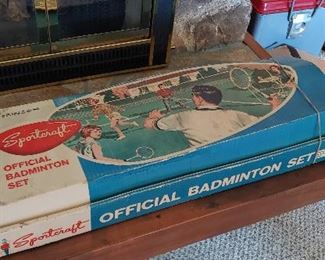 Sportcraft
OFFICIAL
BADMINTON
SET
Sportcraft
OFFICIAL BADMINTON SET